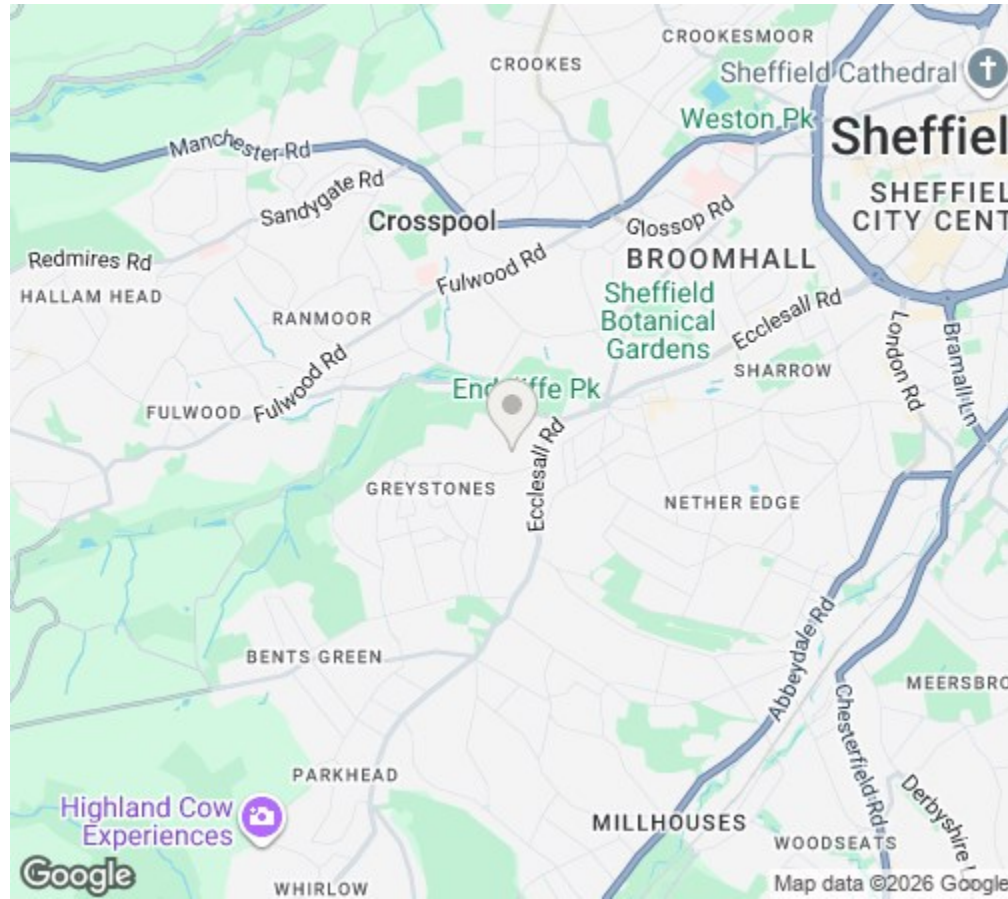 CROOKESMOOR
CROOKES
Sheffield Cathedral
Weston Pk
Manchester Rd
Sheffiel
Sandygate Rd
SHEFFIEL
CITY CENT
Crosspool
Glossop Rd
Redmires Rd
Fulwood Rd
BROOMHALL
HALLAM HEAD
Sheffield
Botanical
Gardens
RANMOOR
Ecclesall Rd
London Rd
Bramall Ln
SHARROW
Fulwood Rd
Endcliffe Pk
FULWOOD
Ecclesall Rd
GREYSTONES
NETHER EDGE
Abbeydale Rd
BENTS GREEN
MEERSBRO
Chesterfield Rd
PARKHEAD
Highland Cow
Experiences
Derbyshire L
MILLHOUSES
WOODSEATS
Google
WHIRLOW
Map data ©2026 Google